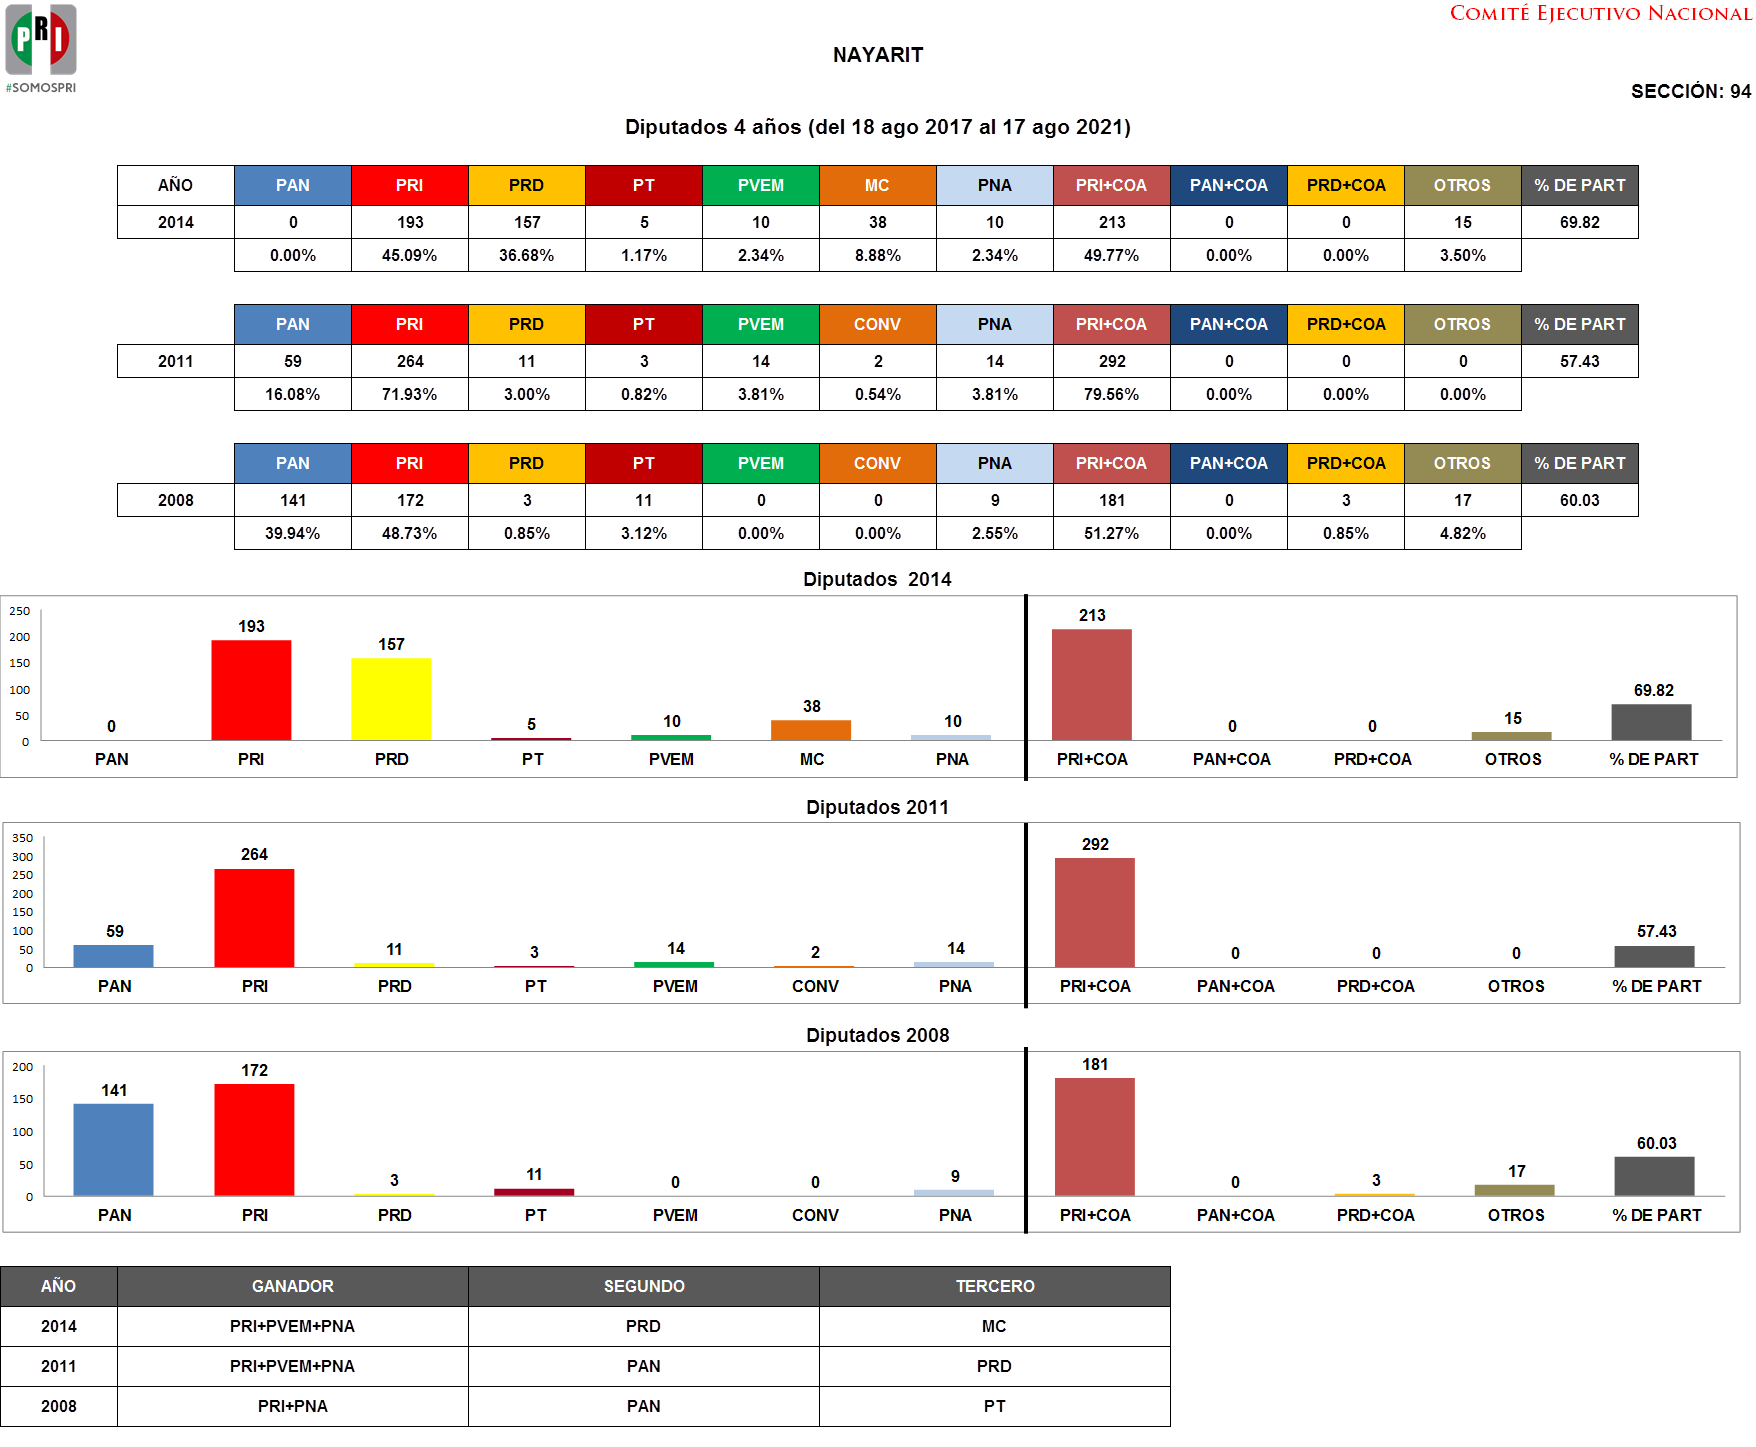 PRI
#SOMOSPRI
COMITÉ EJECUTIVO NACIONAL
NAYARIT
SECCIÓN: 94
Diputados 4 años (del 18 ago 2017 al 17 ago 2021)
AÑO PAN PRI PRD PT PVEM MC PNA PRI+COA PAN+COA PRD+COA OTROS % DE PART
2014 0 193 157 5 10 38 10 213 0 0 15 69.82
0.00% 45.09% 36.68% 1.17% 2.34% 8.88% 2.34% 49.77% 0.00% 0.00% 3.50%
PAN PRI PRD PT PVEM CONV PNA PRI+COA PAN+COA PRD+COA OTROS % DE PART
2011 59 264 11 3 14 2 14 292 0 0 0 57.43
16.08% 71.93% 3.00% 0.82% 3.81% 0.54% 3.81% 79.56% 0.00% 0.00% 0.00%
PAN PRI PRD PT PVEM CONV PNA PRI+COA PAN+COA PRD+COA OTROS % DE PART
2008 141 172 3 11 0 0 9 181 0 3 17 60.03
39.94% 48.73% 0.85% 3.12% 0.00% 0.00% 2.55% 51.27% 0.00% 0.85% 4.82%
Diputados 2014
250
200
150
100
50
0
0 193 157 5 10 38 10 213 0 0 15 69.82
PAN PRI PRD PT PVEM MC PNA PRI+COA PAN+COA PRD+COA OTROS % DE PART
Diputados 2011
350
300
250
200
150
100
50
0
59 264 11 3 14 2 14 292 0 0 0 57.43
PAN PRI PRD PT PVEM CONV PNA PRI+COA PAN+COA PRD+COA OTROS % DE PART
Diputados 2008
200
150
100
50
0
141 172 3 11 0 0 9 181 0 3 17 60.03
PAN PRI PRD PT PVEM CONV PNA PRI+COA PAN+COA PRD+COA OTROS % DE PART
AÑO GANADOR SEGUNDO TERCERO
2014 PRI+PVEM+PNA PRD MC
2011 PRI+PVEM+PNA PAN PRD
2008 PRI+PNA PAN PT